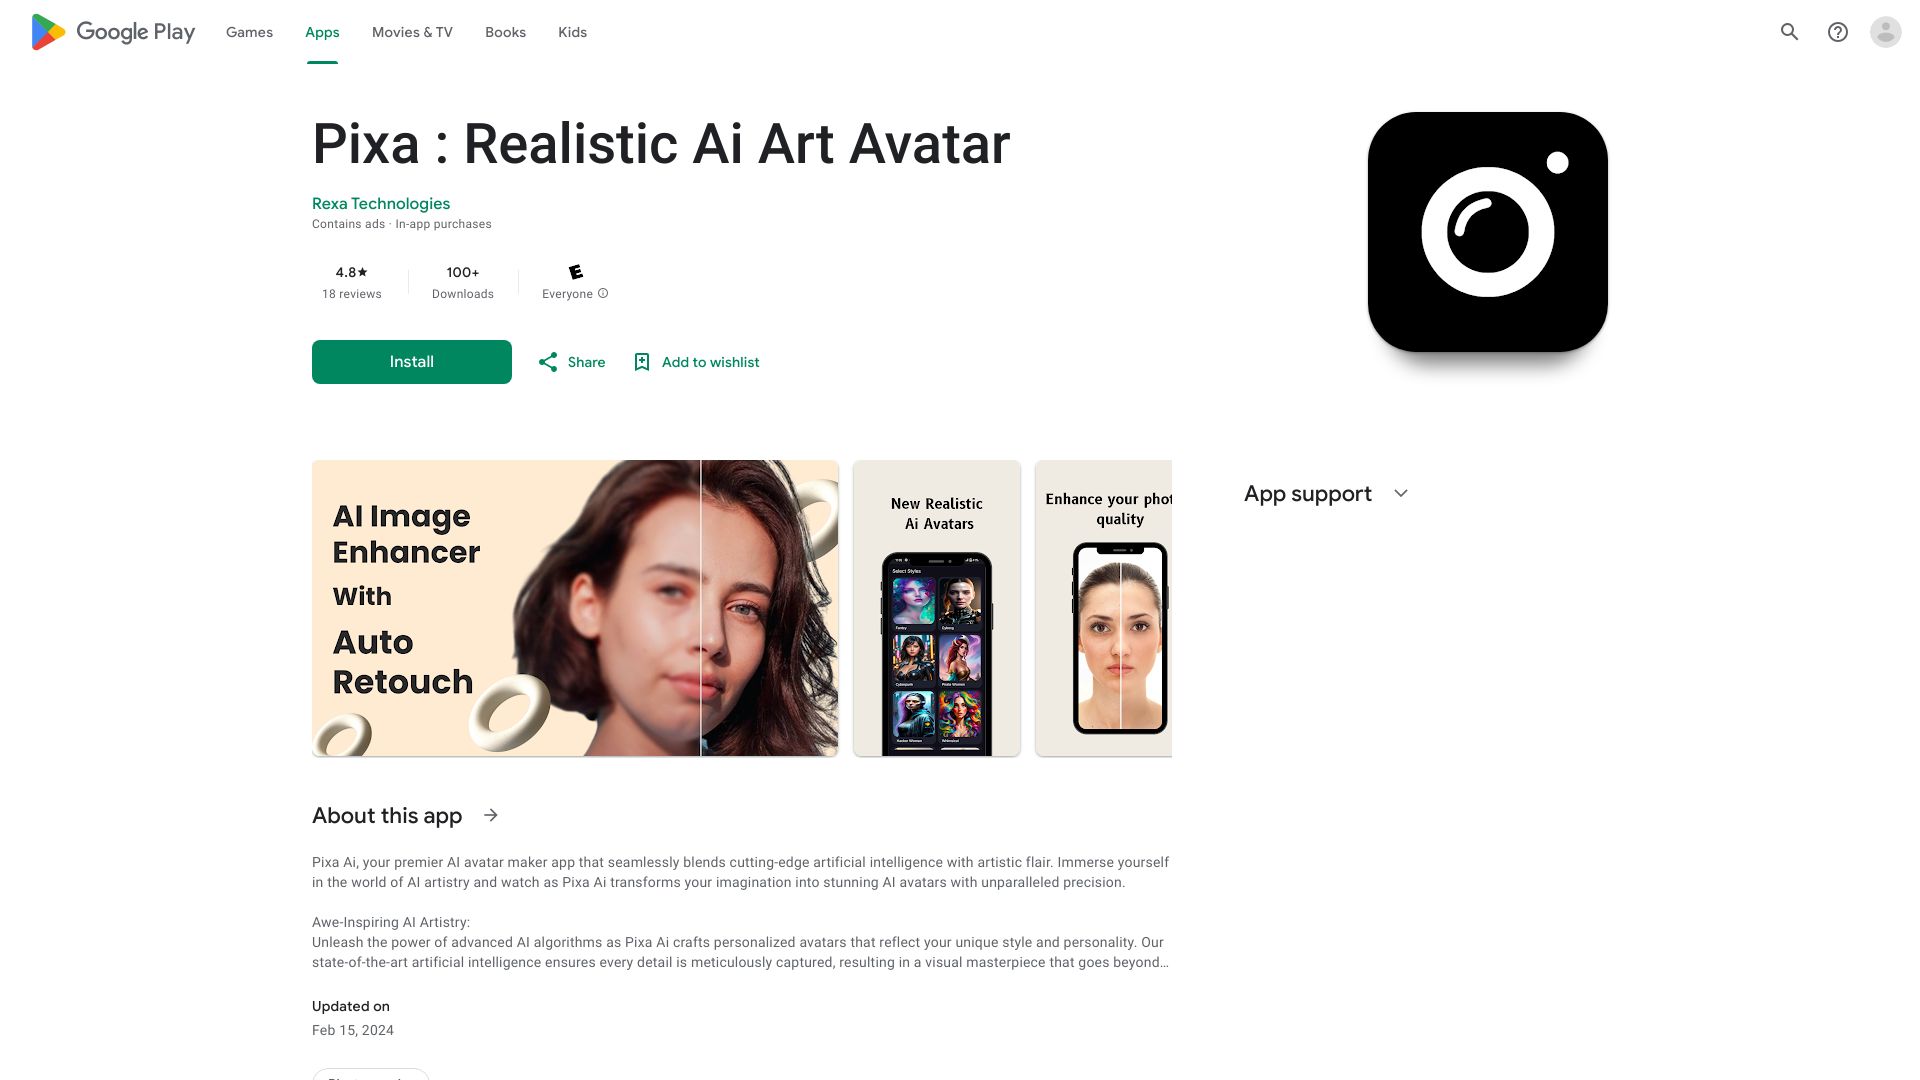 Google Play
Games
Apps
Movies & TV
Books
Kids
Pixa : Realistic Ai Art Avatar
Rexa Technologies
Contains ads · In-app purchases
4.8★
18 reviews
100+
Downloads
E
Everyone
Install
Share
Add to wishlist
AI Image
Enhancer
With
Auto
Retouch
New Realistic
Ai Avatars
Select Styles
Cyborg
Cyberpunk
Pirate Women
Whimsical
Enhance your phot
quality
App support
About this app
Pixa Ai, your premier AI avatar maker app that seamlessly blends cutting-edge artificial intelligence with artistic flair. Immerse yourself
in the world of AI artistry and watch as Pixa Ai transforms your imagination into stunning AI avatars with unparalleled precision.
Awe-Inspiring AI Artistry:
Unleash the power of advanced AI algorithms as Pixa Ai crafts personalized avatars that reflect your unique style and personality. Our
state-of-the-art artificial intelligence ensures every detail is meticulously captured, resulting in a visual masterpiece that goes beyond…
Updated on
Feb 15, 2024